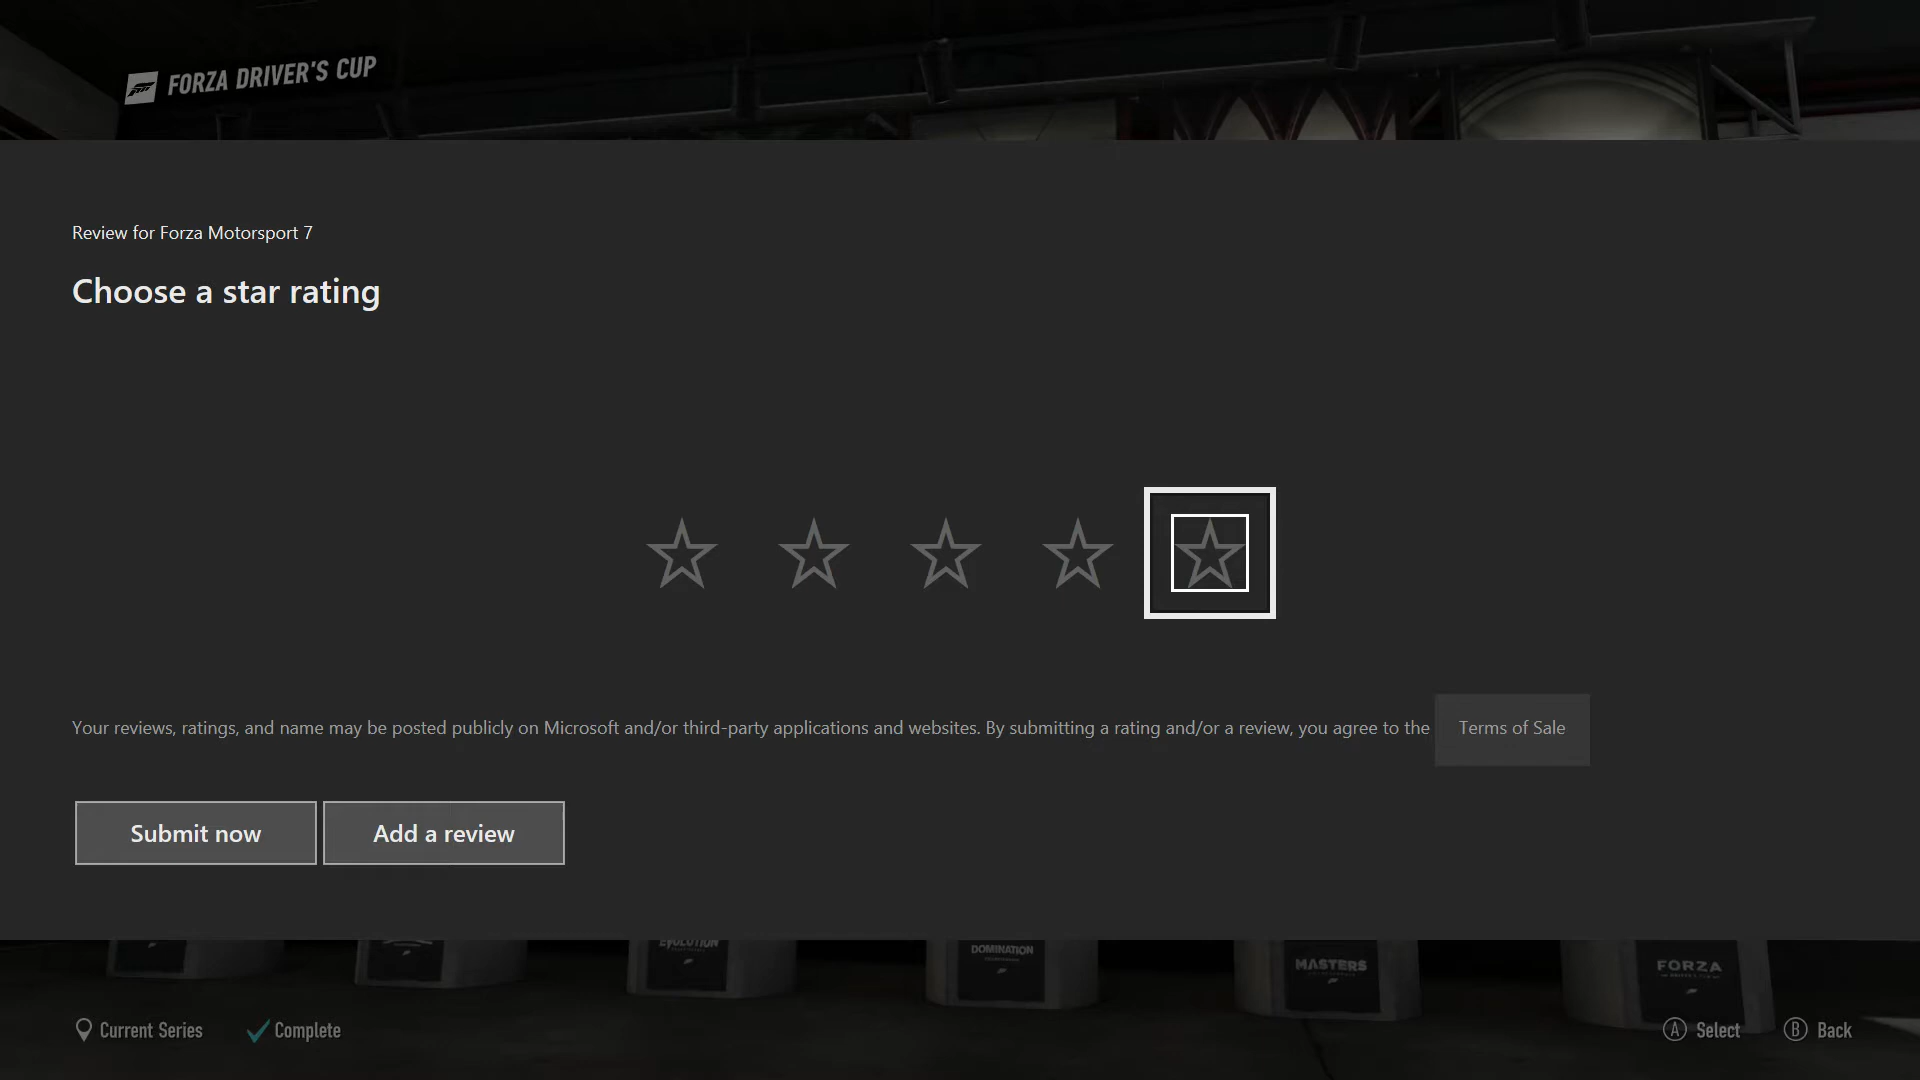 FORZA DRIVER'S CUP
Review for Forza Motorsport 7
Choose a star rating
Your reviews, ratings, and name may be posted publicly on Microsoft and/or third-party applications and websites. By submitting a rating and/or a review, you agree to the Terms of Sale
Submit now
Add a review
EVOLUTION
DOMINATION
MASTERS
FORZA
Current Series
Complete
A Select
B Back